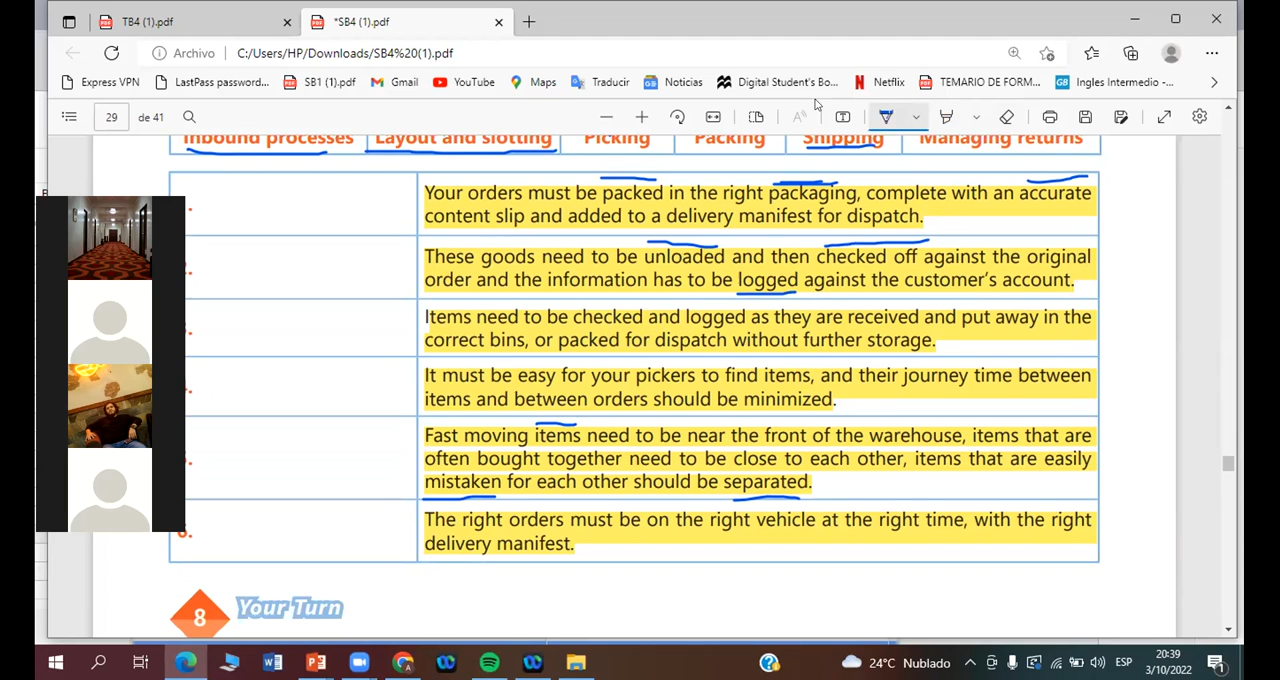 TB4 (1).pdf
*SB4 (1).pdf
Archivo C:/Users/HP/Downloads/SB4%20(1).pdf
Express VPN LastPass password... SB1 (1).pdf Gmail YouTube Maps Traducir Noticias Digital Student's Bo... Netflix TEMARIO DE FORM... Ingles Intermedio -...
29 de 41
Inbound processes Layout and slotting Picking Packing Shipping Managing returns
Your orders must be packed in the right packaging, complete with an accurate
content slip and added to a delivery manifest for dispatch.
These goods need to be unloaded and then checked off against the original
order and the information has to be logged against the customer's account.
Items need to be checked and logged as they are received and put away in the
correct bins, or packed for dispatch without further storage.
It must be easy for your pickers to find items, and their journey time between
items and between orders should be minimized.
Fast moving items need to be near the front of the warehouse, items that are
often bought together need to be close to each other, items that are easily
mistaken for each other should be separated.
6. The right orders must be on the right vehicle at the right time, with the right
delivery manifest.
8 Your Turn
24°C Nublado ESP 20:39
3/10/2022